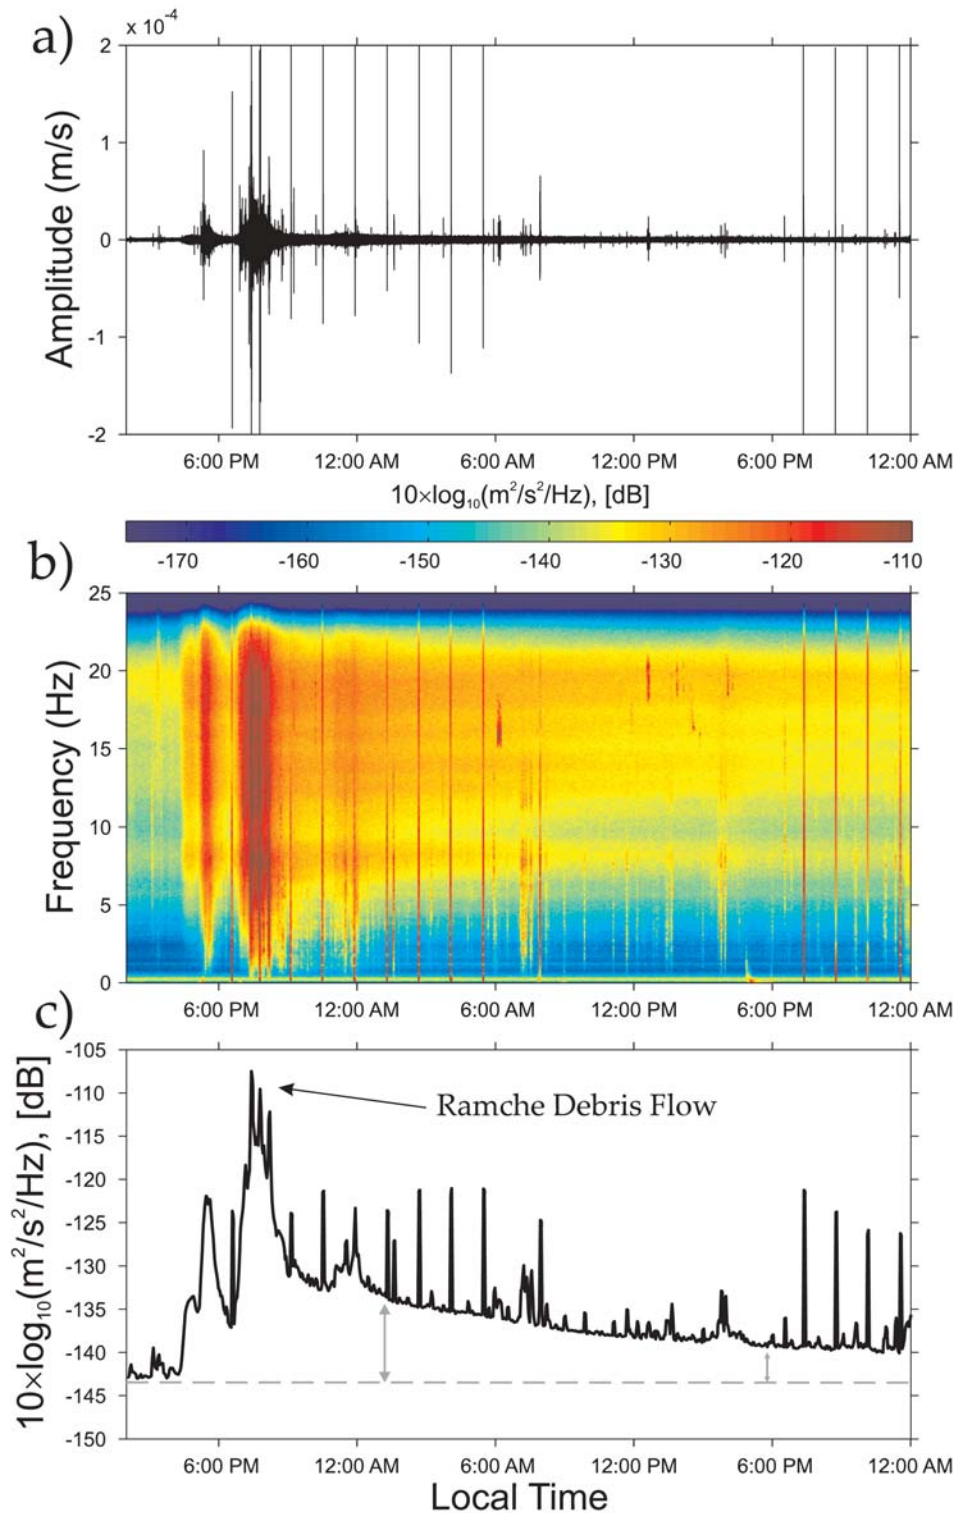 a)
x 10⁻⁴
2
1
0
-1
-2
Amplitude (m/s)
6:00 PM 12:00 AM 6:00 AM 12:00 PM 6:00 PM 12:00 AM
10×log₁₀(m²/s²/Hz), [dB]
-170 -160 -150 -140 -130 -120 -110
b)
25
20
15
10
5
0
Frequency (Hz)
6:00 PM 12:00 AM 6:00 AM 12:00 PM 6:00 PM 12:00 AM
c)
-105
-110
-115
-120
-125
-130
-135
-140
-145
-150
10×log₁₀(m²/s²/Hz), [dB]
Ramche Debris Flow
6:00 PM 12:00 AM 6:00 AM 12:00 PM 6:00 PM 12:00 AM
Local Time